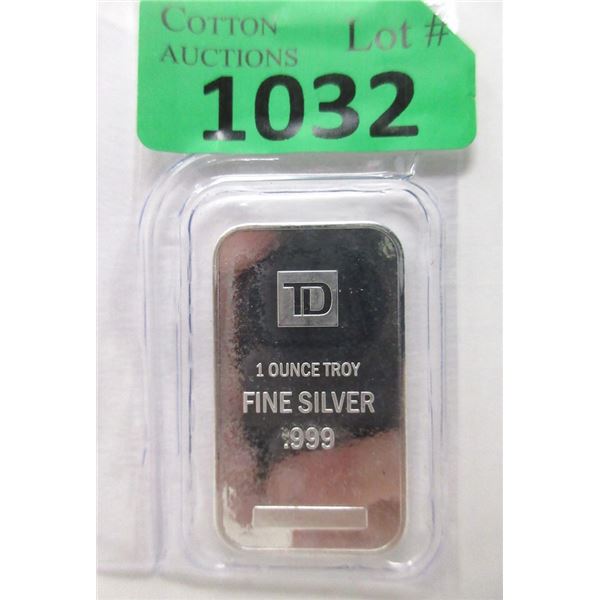 COTTON
AUCTIONS
Lot #
1032
TD
1 OUNCE TROY
FINE SILVER
.999